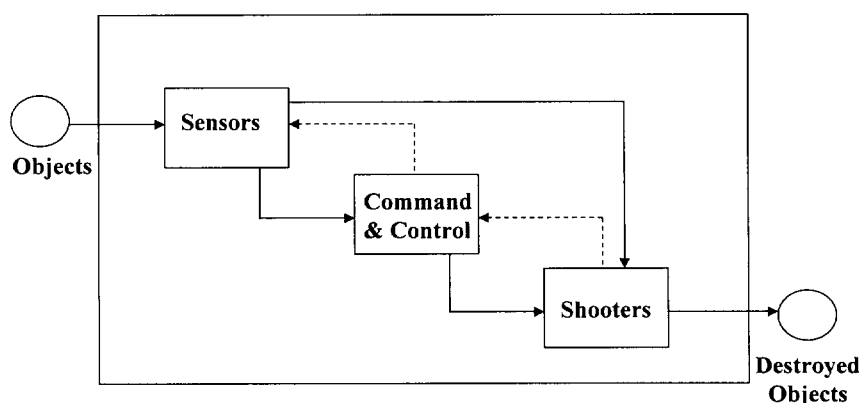 Sensors
Objects
Command
& Control
Shooters
Destroyed
Objects